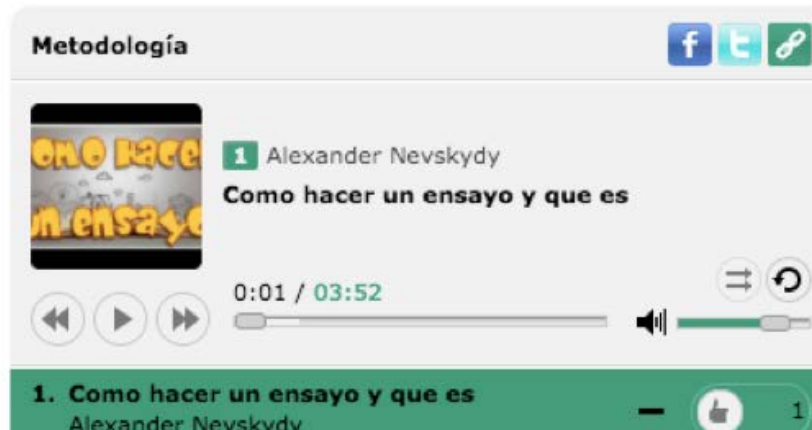 Metodología
f t
COMO HACER
UN ENSAYO
1 Alexander Nevskydy
Como hacer un ensayo y que es
0:01 / 03:52
1. Como hacer un ensayo y que es
Alexander Nevskydy
1